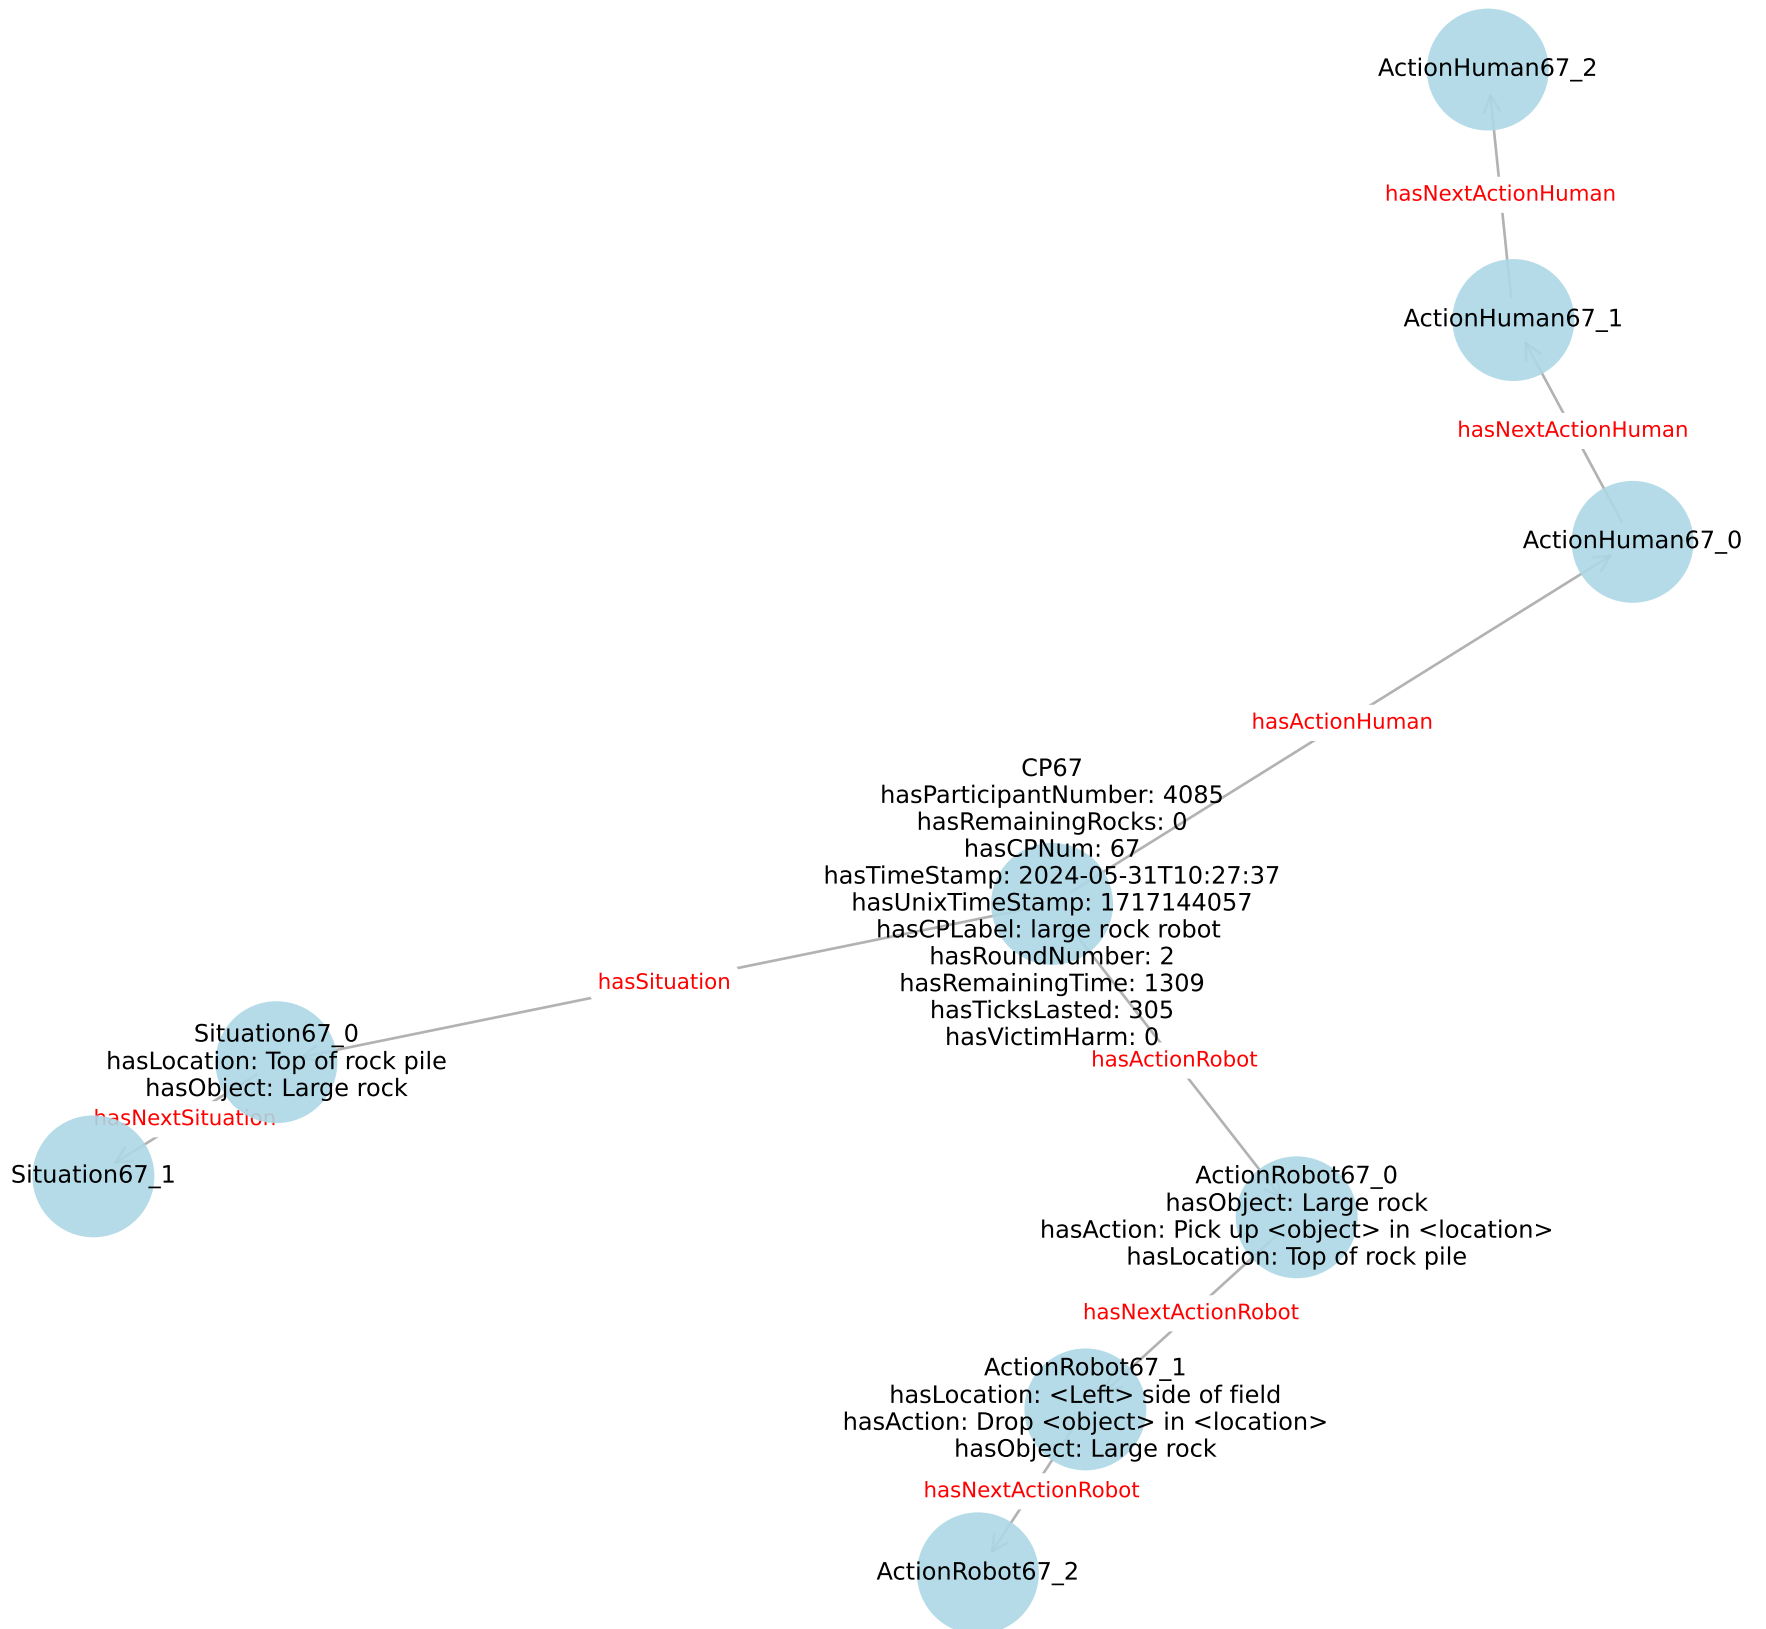 ActionHuman67_2
hasNextActionHuman
ActionHuman67_1
hasNextActionHuman
ActionHuman67_0
hasActionHuman
CP67
hasParticipantNumber: 4085
hasRemainingRocks: 0
hasCPNum: 67
hasTimeStamp: 2024-05-31T10:27:37
hasUnixTimeStamp: 1717144057
hasCPLabel: large rock robot
hasRoundNumber: 2
hasRemainingTime: 1309
hasTicksLasted: 305
hasVictimHarm: 0
hasSituation
Situation67_0
hasLocation: Top of rock pile
hasObject: Large rock
hasNextSituation
Situation67_1
hasActionRobot
ActionRobot67_0
hasObject: Large rock
hasAction: Pick up <object> in <location>
hasLocation: Top of rock pile
hasNextActionRobot
ActionRobot67_1
hasLocation: <Left> side of field
hasAction: Drop <object> in <location>
hasObject: Large rock
hasNextActionRobot
ActionRobot67_2